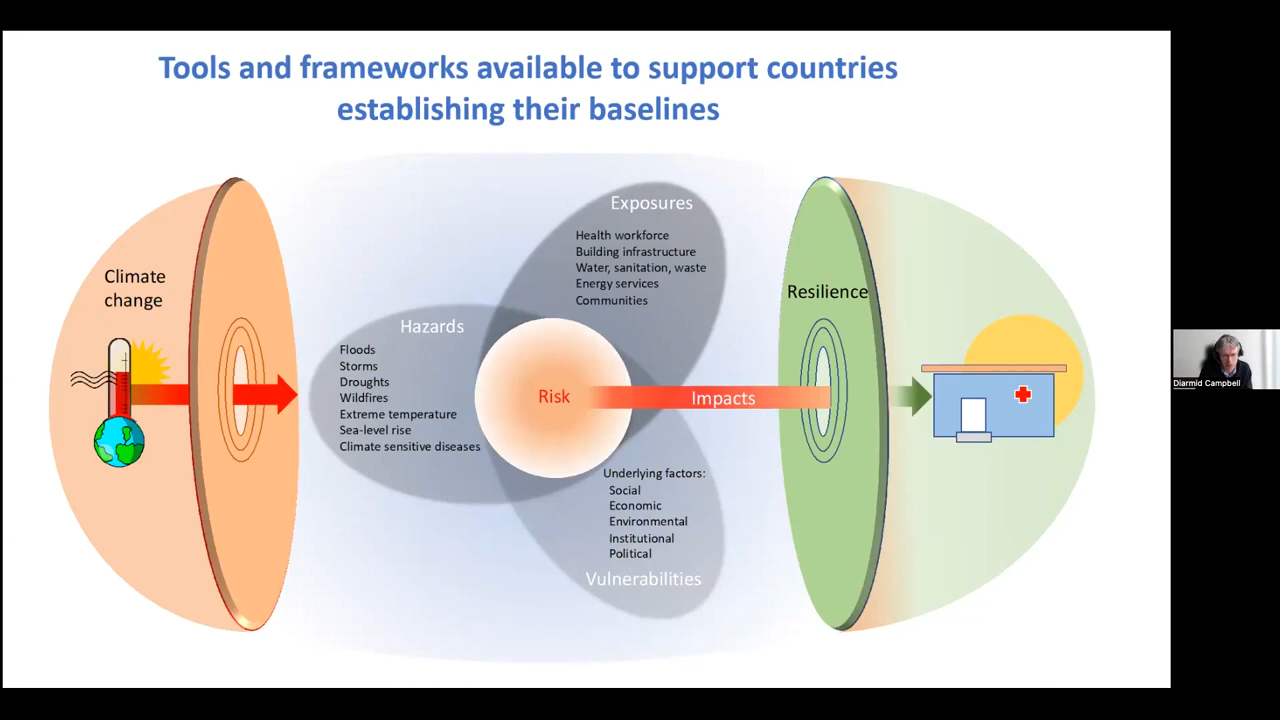 Tools and frameworks available to support countries
establishing their baselines
Climate
change
Hazards
Floods
Storms
Droughts
Wildfires
Extreme temperature
Sea-level rise
Climate sensitive diseases
Exposures
Health workforce
Building infrastructure
Water, sanitation, waste
Energy services
Communities
Risk
Impacts
Underlying factors:
Social
Economic
Environmental
Institutional
Political
Vulnerabilities
Resilience
Diarmid Campbell